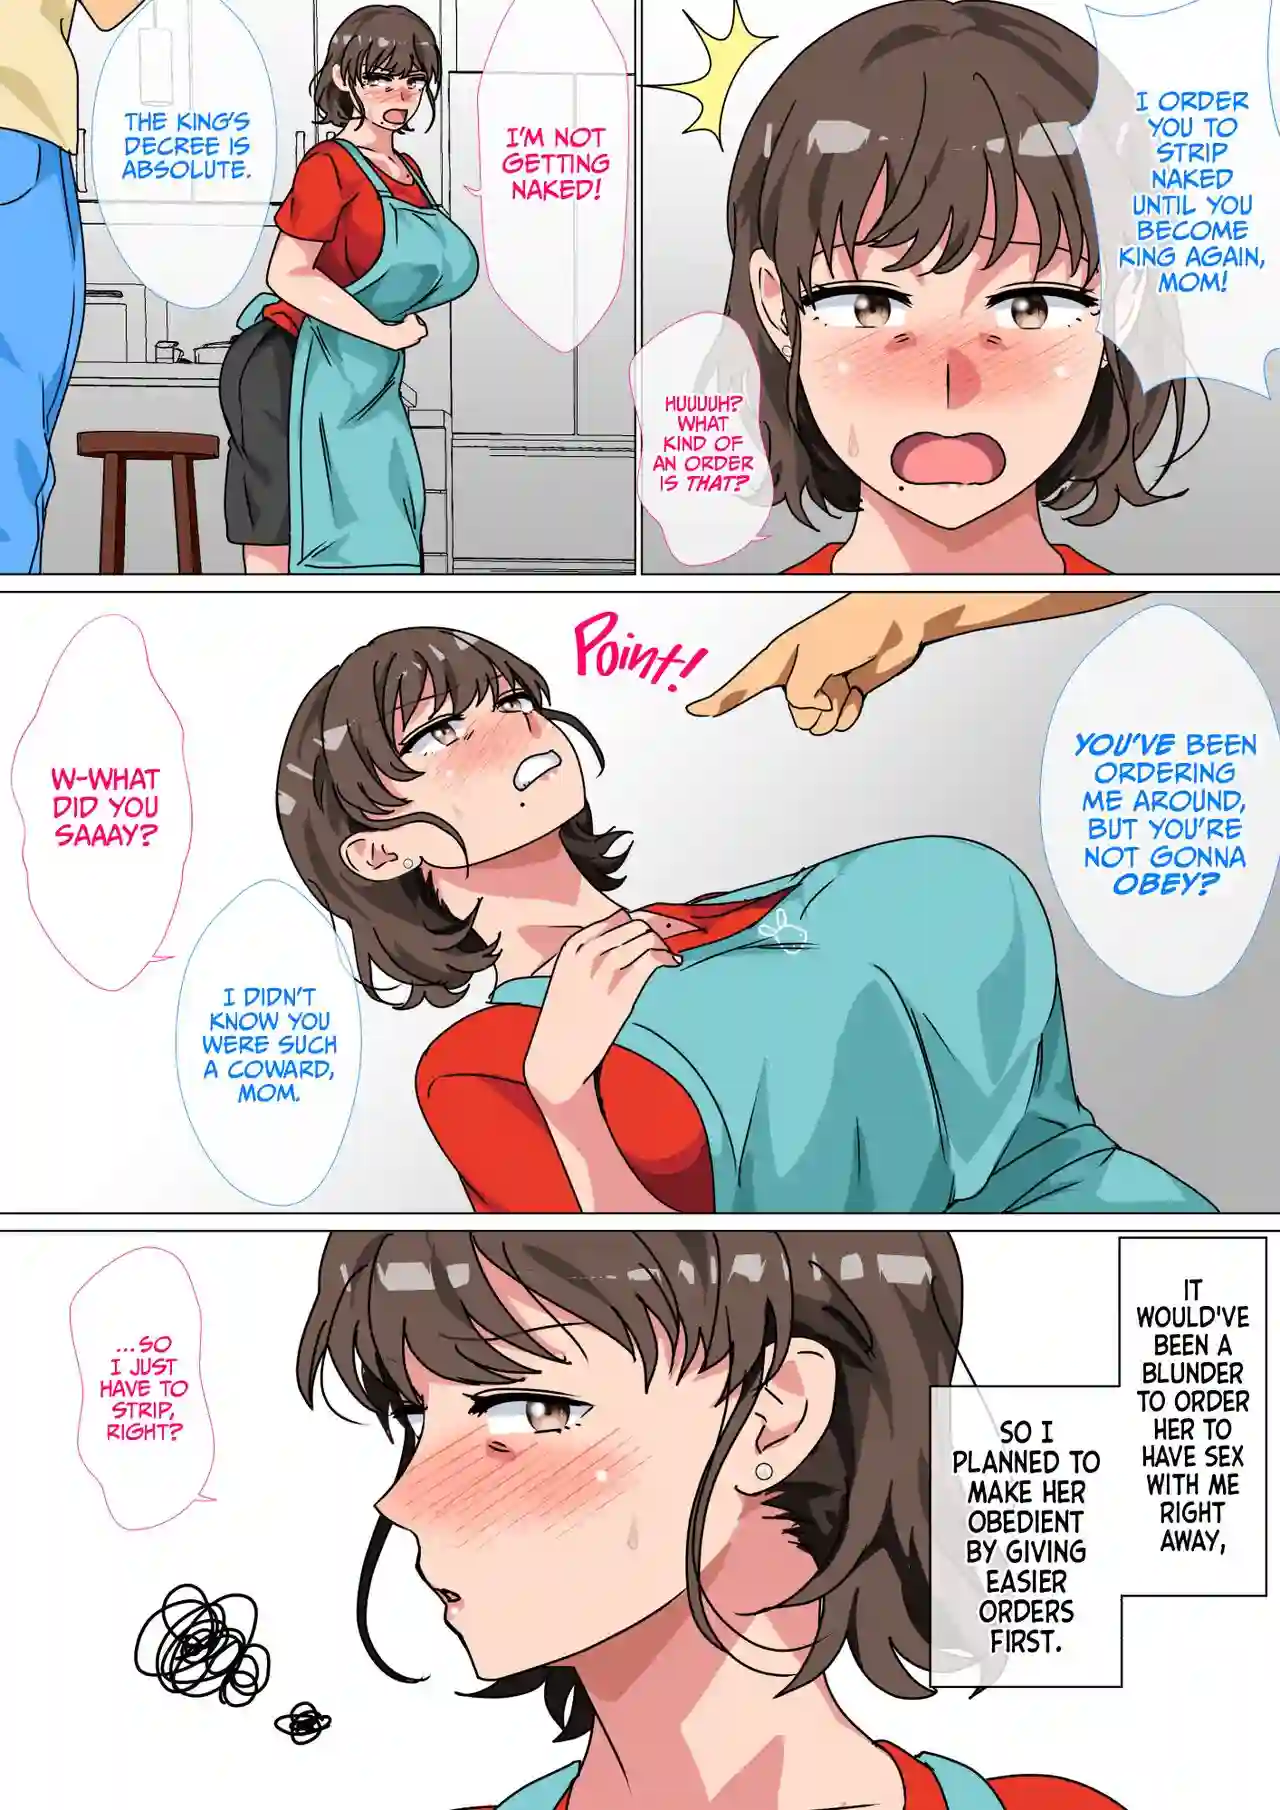 I ORDER
YOU TO
STRIP
NAKED
UNTIL YOU
BECOME
KING AGAIN,
MOM!
HUUUUH?
WHAT
KIND OF
AN ORDER
IS THAT?
I'M NOT
GETTING
NAKED!
THE KING'S
DECREE IS
ABSOLUTE.
YOU'VE BEEN
ORDERING
ME AROUND,
BUT YOU'RE
NOT GONNA
OBEY?
Point!
I DIDN'T
KNOW YOU
WERE SUCH
A COWARD,
MOM.
W-WHAT
DID YOU
SAAAY?
IT
WOULD'VE
BEEN A
BLUNDER
TO ORDER
HER TO
HAVE SEX
WITH ME
RIGHT
AWAY,
SO I
PLANNED TO
MAKE HER
OBEDIENT
BY GIVING
EASIER
ORDERS
FIRST.
...SO
I JUST
HAVE TO
STRIP,
RIGHT?